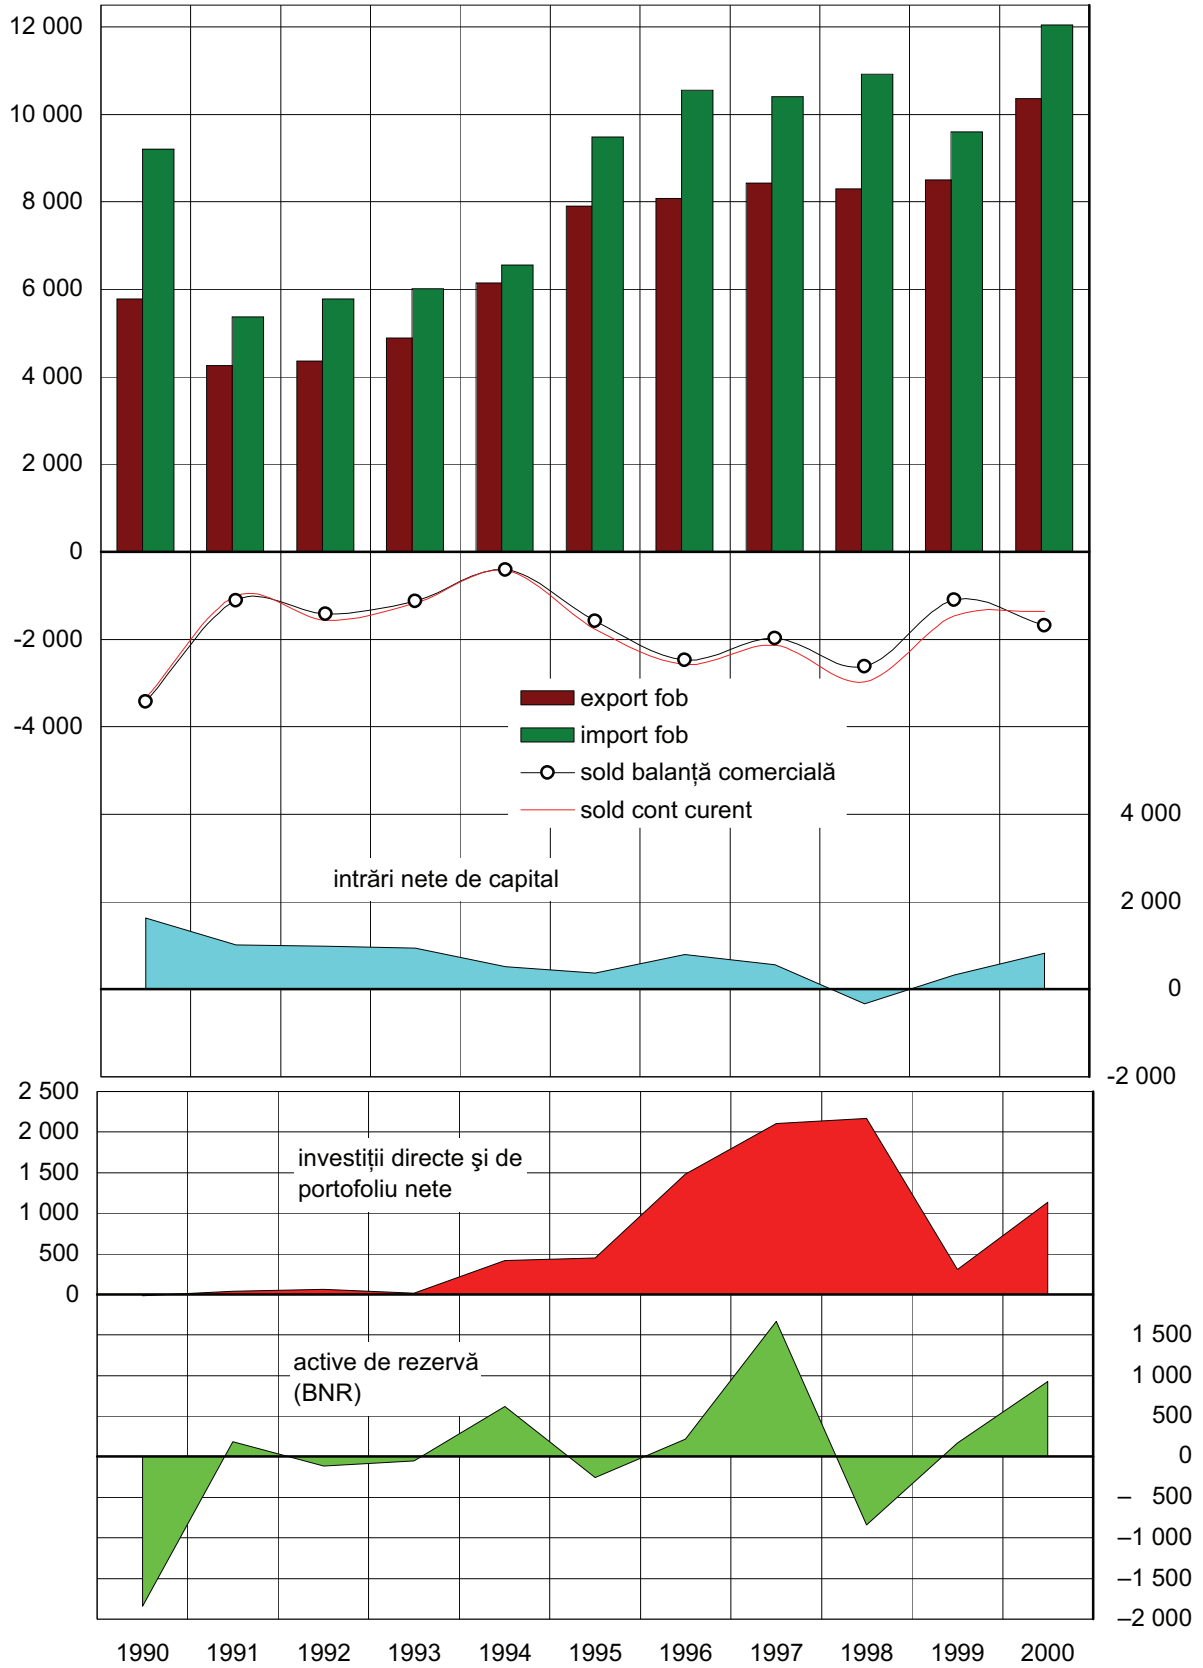 12 000
10 000
8 000
6 000
4 000
2 000
0
-2 000
-4 000
export fob
import fob
sold balanță comercială
sold cont curent
4 000
2 000
0
-2 000
intrări nete de capital
2 500
2 000
1 500
1 000
500
0
investiții directe şi de
portofoliu nete
1 500
1 000
500
0
– 500
–1 000
–1 500
–2 000
active de rezervă
(BNR)
1990 1991 1992 1993 1994 1995 1996 1997 1998 1999 2000